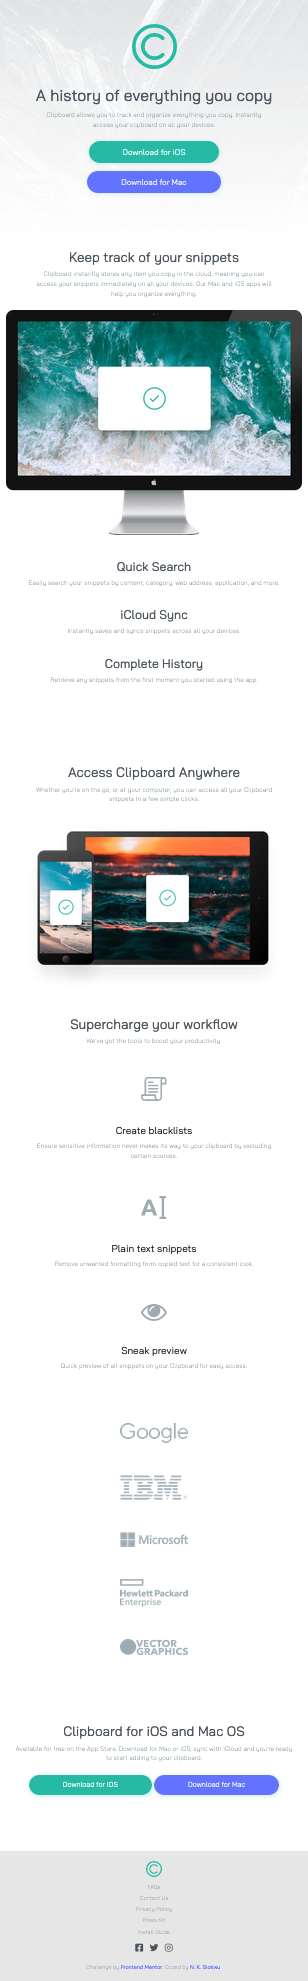 A history of everything you copy
Clipboard allows you to track and organize everything you copy. Instantly
access your clipboard on all your devices.
Download for iOS
Download for Mac
Keep track of your snippets
Clipboard instantly stores any item you copy in the cloud, meaning you can
access your snippets immediately on all your devices. Our Mac and iOS apps will
help you organize everything.
Quick Search
Easily search your snippets by content, category, web address, application, and more.
iCloud Sync
Instantly saves and syncs snippets across all your devices.
Complete History
Retrieve any snippets from the first moment you started using the app.
Access Clipboard Anywhere
Whether you're on the go, or at your computer, you can access all your Clipboard
snippets in a few simple clicks.
Supercharge your workflow
We've got the tools to boost your productivity.
Create blacklists
Ensure sensitive information never makes its way to your clipboard by excluding
certain sources.
A
Plain text snippets
Remove unwanted formatting from copied text for a consistent look.
Sneak preview
Quick preview of all snippets on your Clipboard for easy access.
Google
IBM
Microsoft
Hewlett Packard
Enterprise
VECTOR
GRAPHICS
Clipboard for iOS and Mac OS
Available for free on the App Store. Download for Mac or iOS, sync with iCloud and you're ready
to start adding to your clipboard.
Download for iOS Download for Mac
FAQs
Contact Us
Privacy Policy
Press Kit
Install Guide
Challenge by Frontend Mentor. Coded by N. K. Siokwu